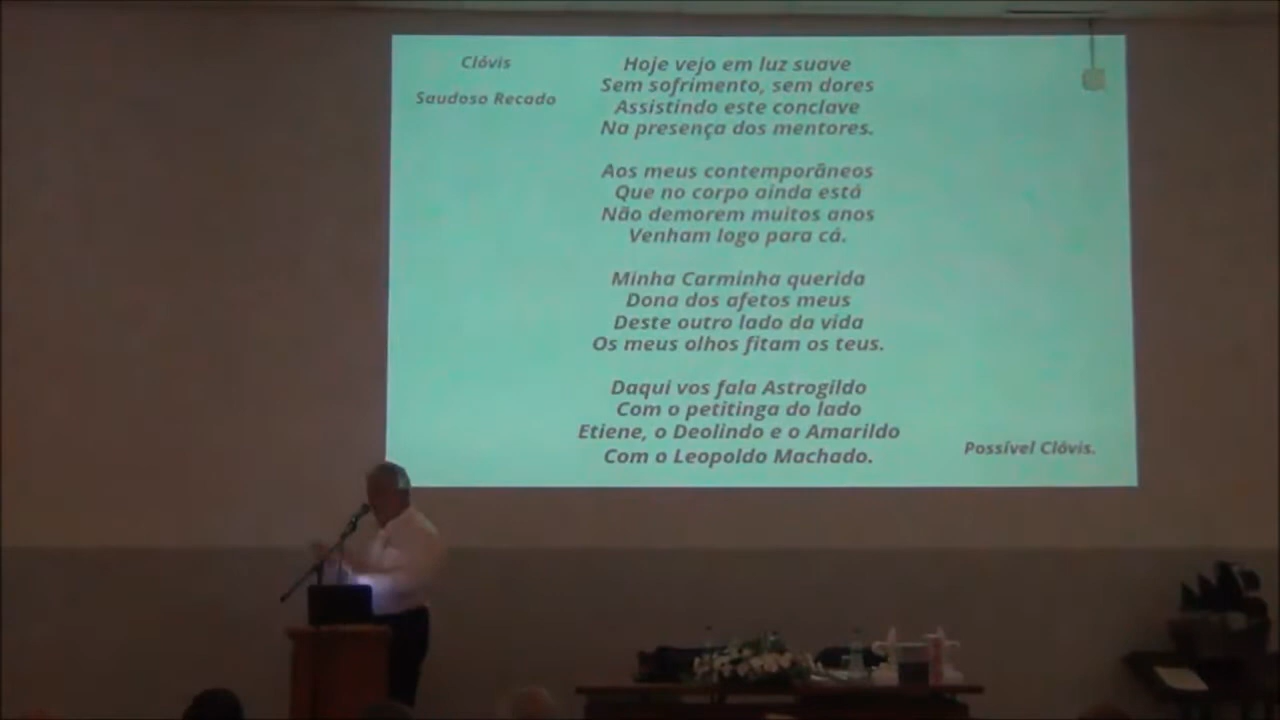 Clóvis
Saudoso Recado
Hoje vejo em luz suave
Sem sofrimento, sem dores
Assistindo este conclave
Na presença dos mentores.
Aos meus contemporâneos
Que no corpo ainda está
Não demorem muitos anos
Venham logo para cá.
Minha Carminha querida
Dona dos afetos meus
Deste outro lado da vida
Os meus olhos fitam os teus.
Daqui vos fala Astrogildo
Com o petitinga do lado
Etiene, o Deolindo e o Amarildo
Com o Leopoldo Machado.
Possível Clóvis.